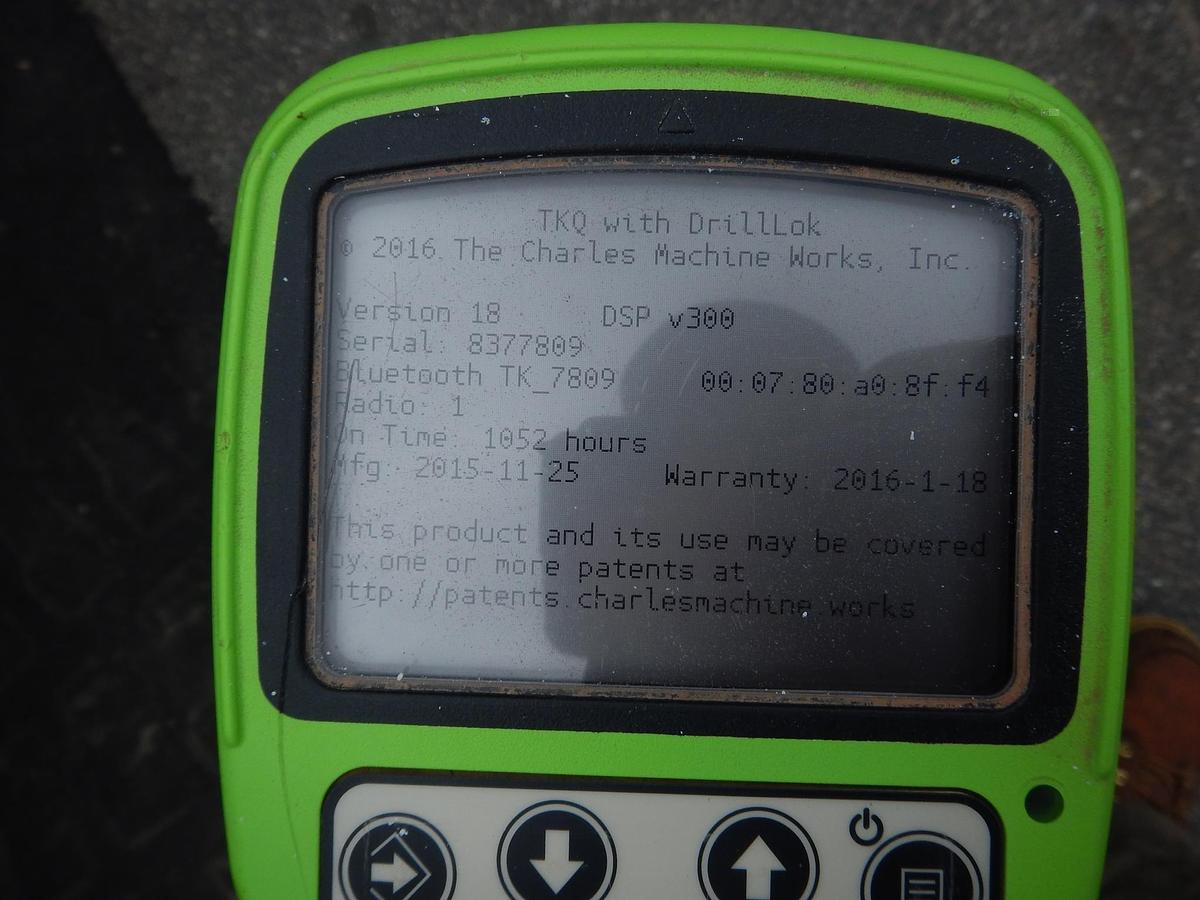 TKQ with DrillLok
© 2016 The Charles Machine Works, Inc.
Version 18 DSP v300
Serial: 8377809
Bluetooth TK_7809 00:07:80:a0:8f:f4
Radio: 1
On Time: 1052 hours
Mfg: 2015-11-25 Warranty: 2016-1-18
This product and its use may be covered
by one or more patents at
http://patents.charlesmachine.works